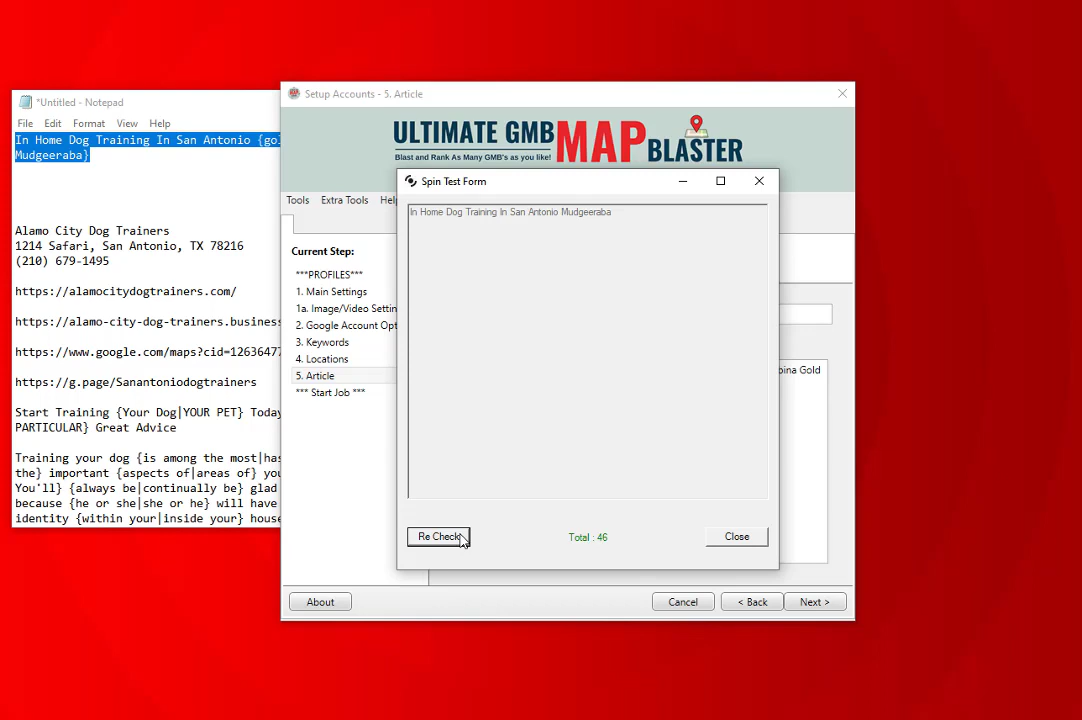 *Untitled - Notepad
File Edit Format View Help
In Home Dog Training In San Antonio
Mudgeeraba}
Alamo City Dog Trainers
1214 Safari, San Antonio, TX 78216
(210) 679-1495
https://alamocitydogtrainers.com/
https://alamo-city-dog-trainers.business
https://www.google.com/maps?cid=1263647
https://g.page/Sanantoniodogtrainers
Start Training {Your Dog|YOUR PET} Today
PARTICULAR} Great Advice
Training your dog {is among the most|has
the} important {aspects of|areas of} you
You'll} {always be|continually be} glad
because {he or she|she or he} will have
identity {within your|inside your} house
Setup Accounts - 5. Article
ULTIMATE GMB
Blast and Rank As Many GMB's as you like!
MAP
BLASTER
Tools Extra Tools Help
Current Step:
***PROFILES***
1. Main Settings
1a. Image/Video Settin
2. Google Account Opt
3. Keywords
4. Locations
5. Article
*** Start Job ***
Spin Test Form
In Home Dog Training In San Antonio Mudgeeraba
Re Check
Total : 46
Close
Gold
About
Cancel
< Back
Next >